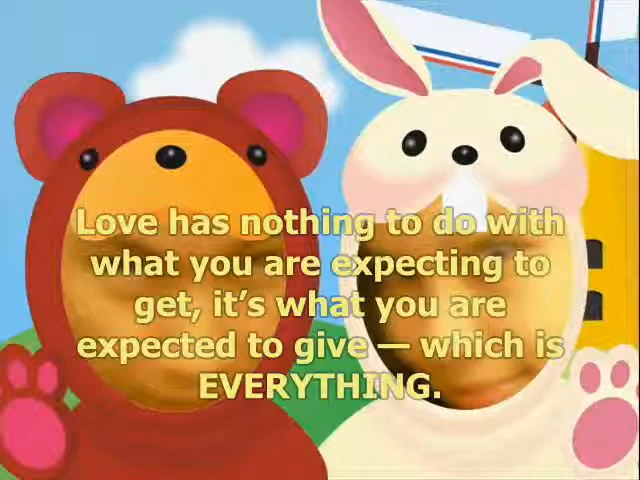 Love has nothing to do with
what you are expecting to
get, it’s what you are
expected to give — which is
EVERYTHING.